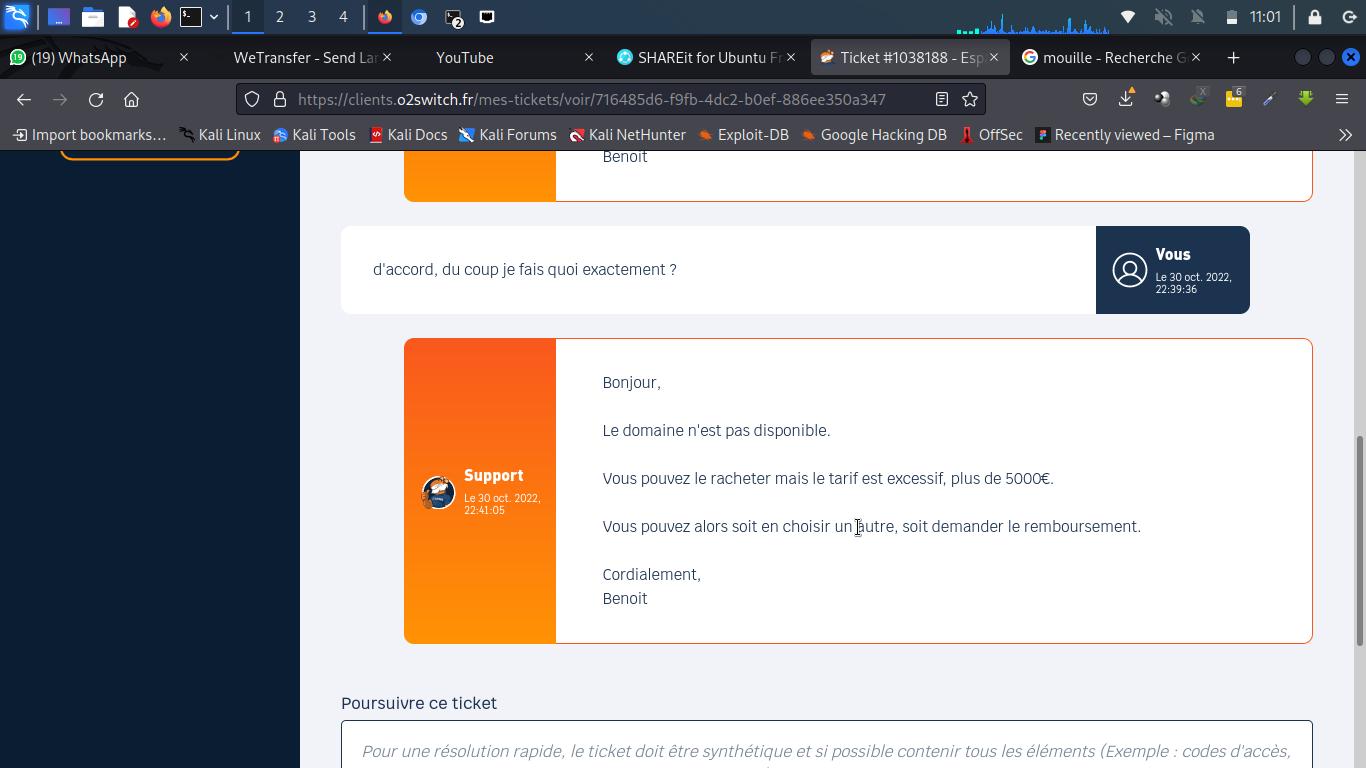 1
2
3
4
2
11:01
(19) WhatsApp
WeTransfer - Send Lar
YouTube
SHAREit for Ubuntu Fr
Ticket #1038188 - Esp
mouille - Recherche G
https://clients.o2switch.fr/mes-tickets/voir/716485d6-f9fb-4dc2-b0ef-886ee350a347
6
Import bookmarks…
Kali Linux
Kali Tools
Kali Docs
Kali Forums
Kali NetHunter
Exploit-DB
Google Hacking DB
OffSec
Recently viewed – Figma
Benoit
d'accord, du coup je fais quoi exactement ?
Vous
Le 30 oct. 2022,
22:39:36
Support
Le 30 oct. 2022,
22:41:05
Bonjour,
Le domaine n'est pas disponible.
Vous pouvez le racheter mais le tarif est excessif, plus de 5000€.
Vous pouvez alors soit en choisir un autre, soit demander le remboursement.
Cordialement,
Benoit
Poursuivre ce ticket
Pour une résolution rapide, le ticket doit être synthétique et si possible contenir tous les éléments (Exemple : codes d'accès,